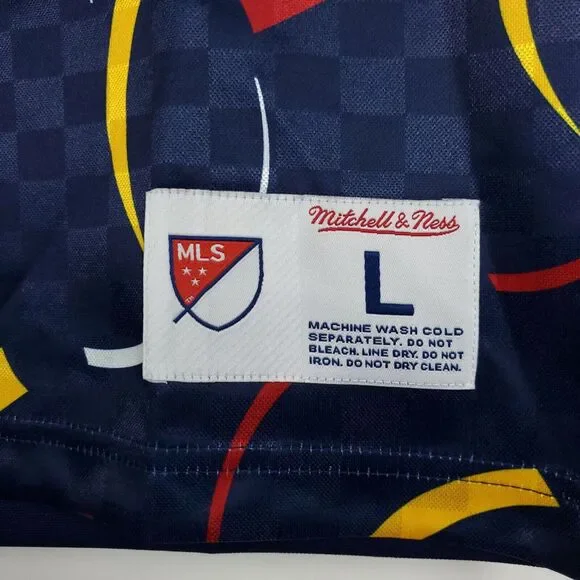 MLS
TM
Mitchell & Ness
L
MACHINE WASH COLD
SEPARATELY. DO NOT
BLEACH. LINE DRY. DO NOT
IRON. DO NOT DRY CLEAN.